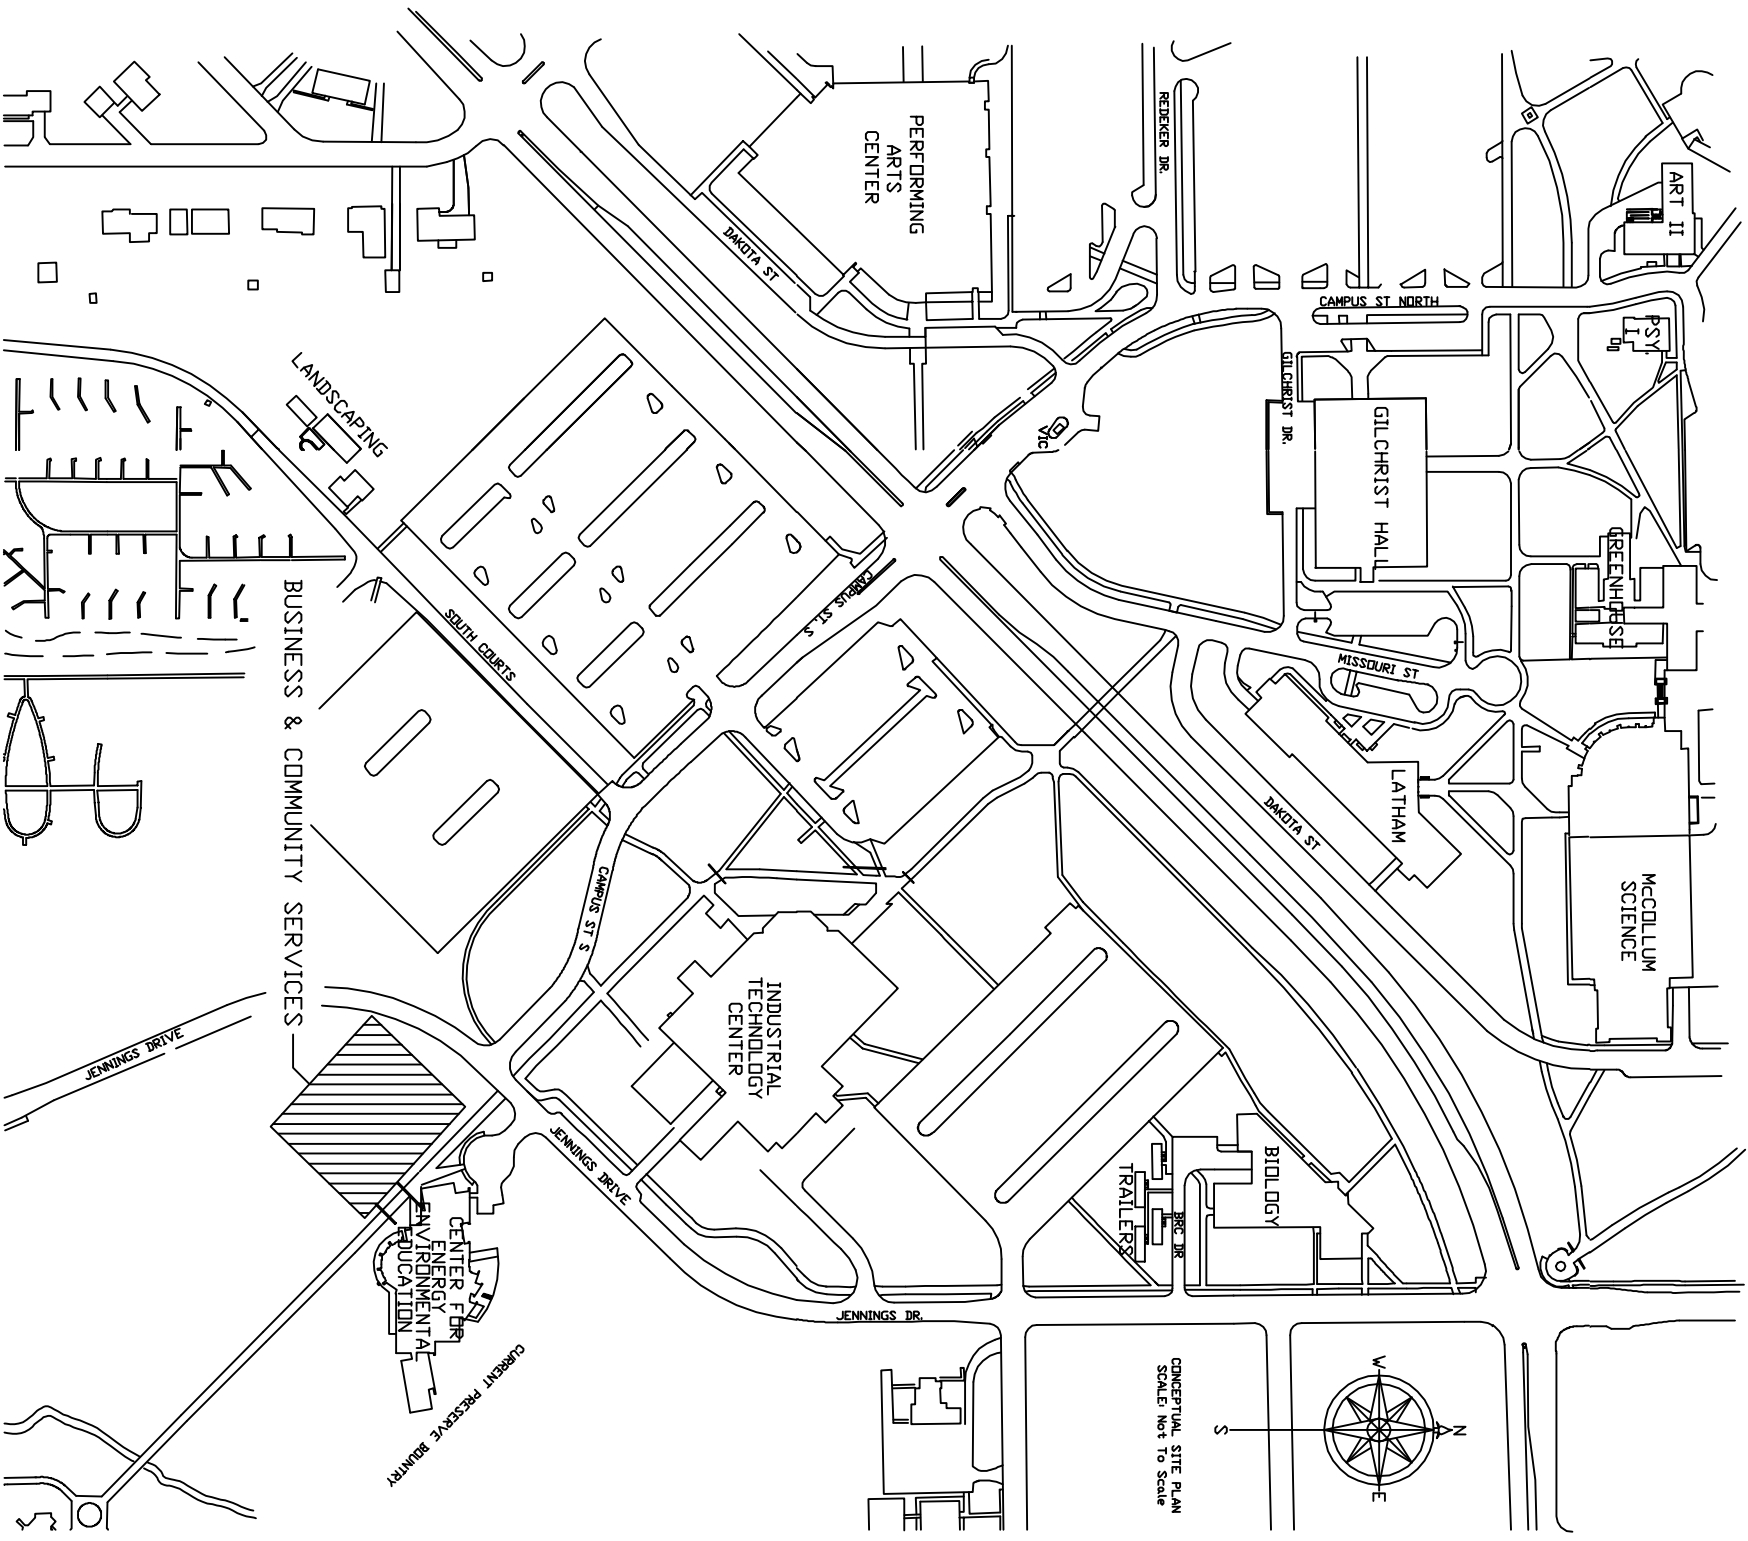 PERFORMING
ARTS
CENTER
REDEKER DR.
ART II
DAKOTA ST
CAMPUS ST NORTH
PSY.
I
GILCHRIST DR.
VIC
GILCHRIST HALL
LANDSCAPING
GREENHOUSE
CAMPUS ST. S
SOUTH COURTS
MISSOURI ST
LATHAM
DAKOTA ST
McCOLLUM
SCIENCE
BUSINESS & COMMUNITY SERVICES
CAMPUS ST S
INDUSTRIAL
TECHNOLOGY
CENTER
JENNINGS DRIVE
JENNINGS DRIVE
BIOLOGY
TRAILERS
BRC DR
CENTER FOR
ENERGY
ENVIRONMENTAL
EDUCATION
JENNINGS DR.
CURRENT PRESERVE BOUNTRY
CONCEPTUAL SITE PLAN
SCALE: Not To Scale
W
N
S
E